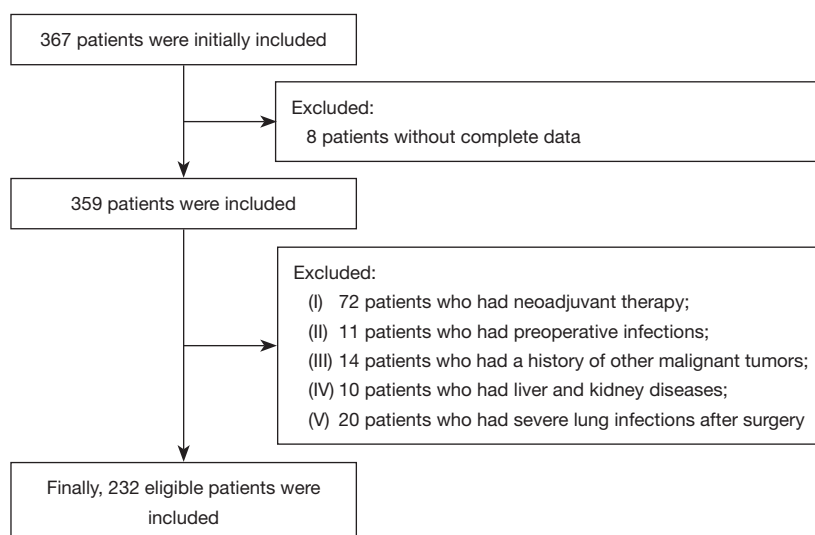 367 patients were initially included
Excluded:
8 patients without complete data
359 patients were included
Excluded:
(I) 72 patients who had neoadjuvant therapy;
(II) 11 patients who had preoperative infections;
(III) 14 patients who had a history of other malignant tumors;
(IV) 10 patients who had liver and kidney diseases;
(V) 20 patients who had severe lung infections after surgery
Finally, 232 eligible patients were
included